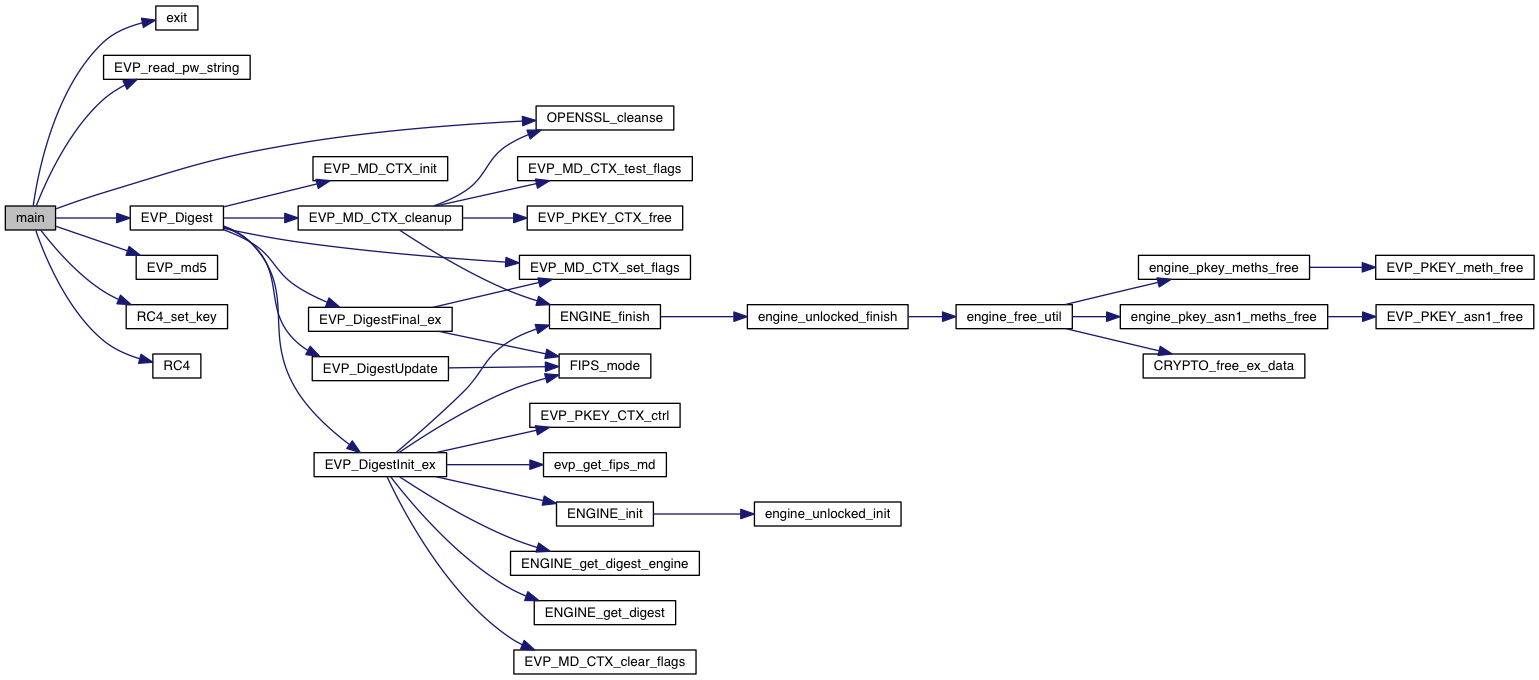 exit
EVP_read_pw_string
OPENSSL_cleanse
EVP_MD_CTX_init
EVP_MD_CTX_test_flags
main
EVP_Digest
EVP_MD_CTX_cleanup
EVP_PKEY_CTX_free
EVP_md5
EVP_MD_CTX_set_flags
engine_pkey_meths_free
EVP_PKEY_meth_free
RC4_set_key
EVP_DigestFinal_ex
ENGINE_finish
engine_unlocked_finish
engine_free_util
engine_pkey_asn1_meths_free
EVP_PKEY_asn1_free
RC4
EVP_DigestUpdate
FIPS_mode
CRYPTO_free_ex_data
EVP_PKEY_CTX_ctrl
EVP_DigestInit_ex
evp_get_fips_md
ENGINE_init
engine_unlocked_init
ENGINE_get_digest_engine
ENGINE_get_digest
EVP_MD_CTX_clear_flags